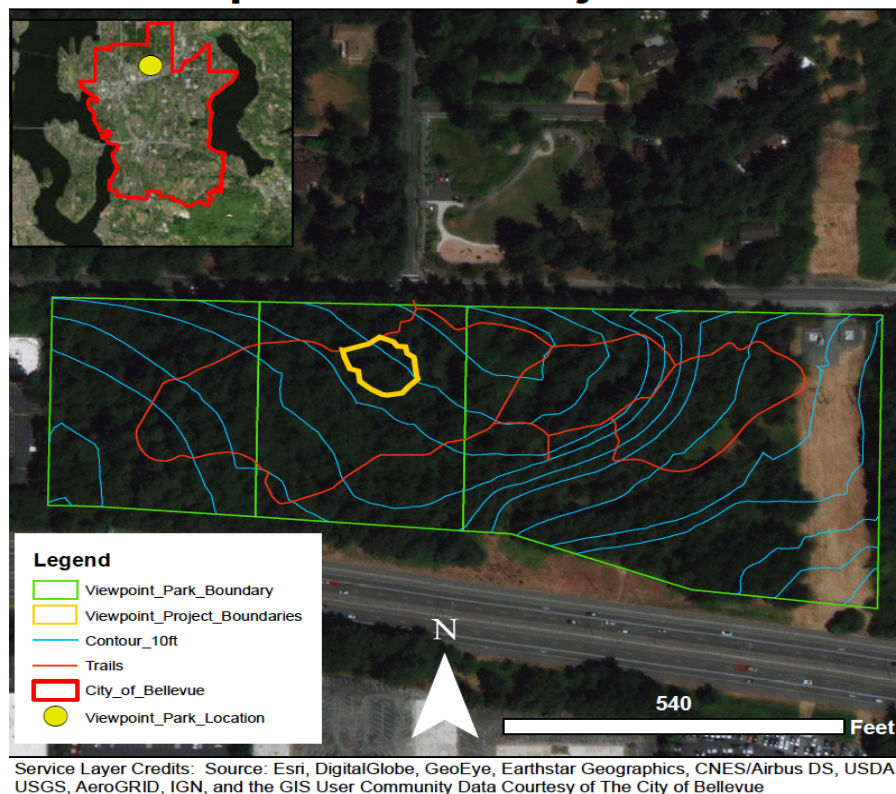 Legend
Viewpoint_Park_Boundary
Viewpoint_Project_Boundaries
Contour_10ft
Trails
City_of_Bellevue
Viewpoint_Park_Location
N
540
Feet
Service Layer Credits: Source: Esri, DigitalGlobe, GeoEye, Earthstar Geographics, CNES/Airbus DS, USDA
USGS, AeroGRID, IGN, and the GIS User Community Data Courtesy of The City of Bellevue